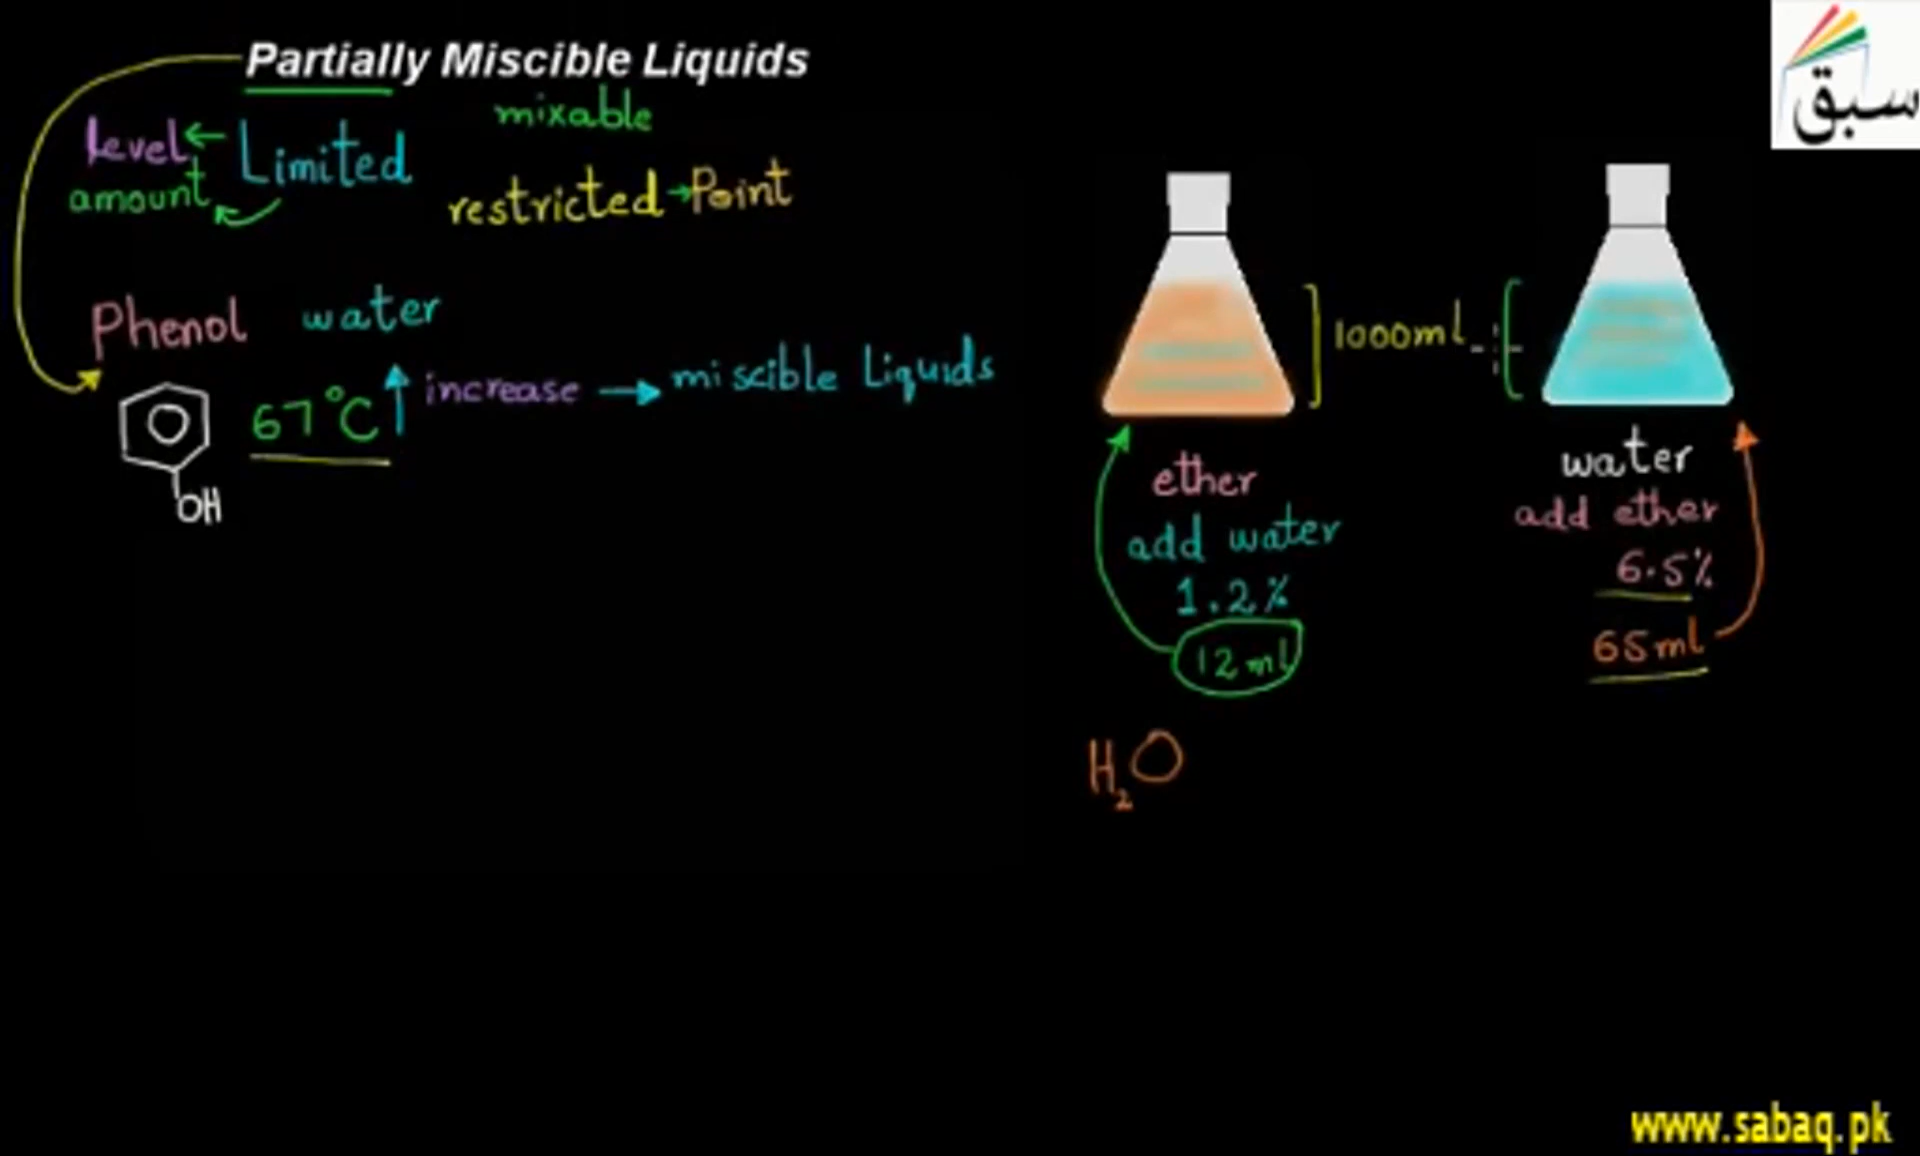 Partially Miscible Liquids
mixable
level ← Limited
amount
restricted → Point
Phenol water
67°C ↑ increase → miscible Liquids
OH
1000ml
ether
add water
1.2%
12ml
H₂O
water
add ether
6.5%
65ml
سبق
www.sabaq.pk